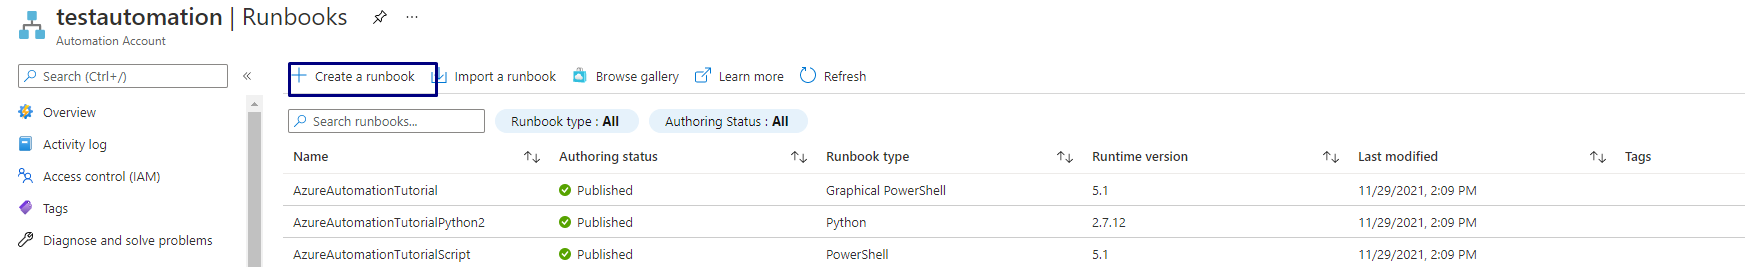 testautomation | Runbooks ...
Automation Account
Search (Ctrl+/) «
Overview
Activity log
Access control (IAM)
Tags
Diagnose and solve problems
Create a runbook Import a runbook Browse gallery Learn more Refresh
Search runbooks... Runbook type : All Authoring Status : All
Name Authoring status Runbook type Runtime version Last modified Tags
AzureAutomationTutorial Published Graphical PowerShell 5.1 11/29/2021, 2:09 PM
AzureAutomationTutorialPython2 Published Python 2.7.12 11/29/2021, 2:09 PM
AzureAutomationTutorialScript Published PowerShell 5.1 11/29/2021, 2:09 PM